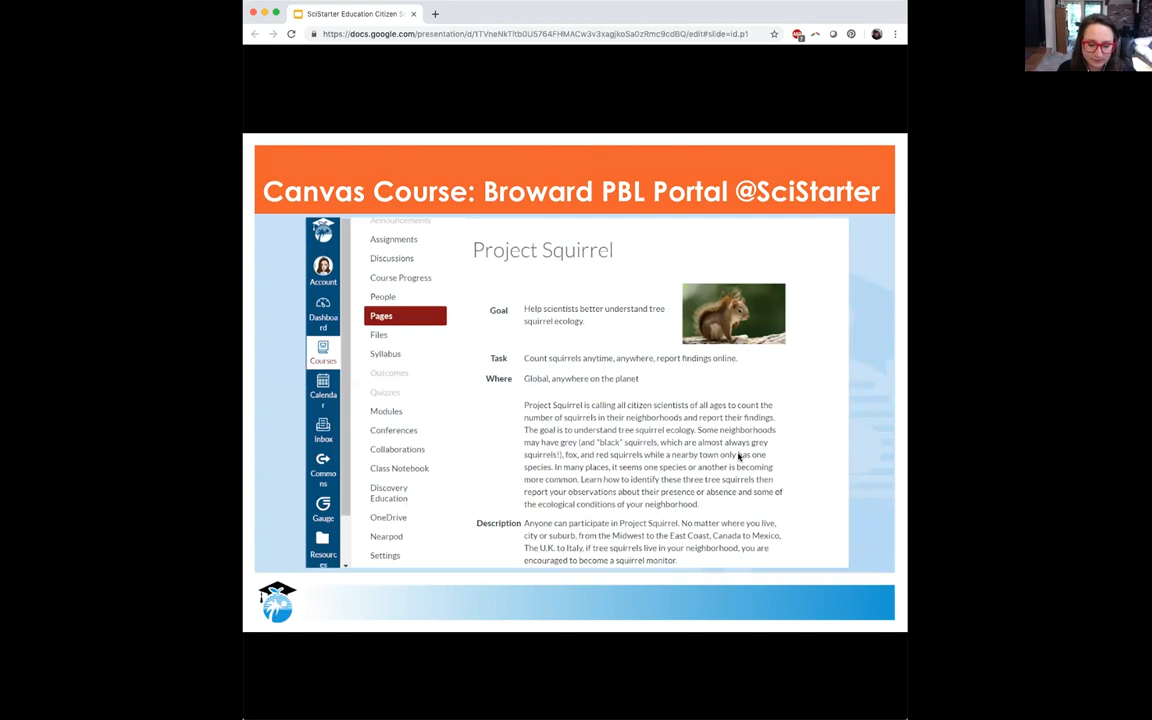 SciStarter Education Citizen S
https://docs.google.com/presentation/d/1TVneNkTltb0U5764FHMACw3v3xagjkoSa0zRmc9cdBQ/edit#slide=id.p1
Canvas Course: Broward PBL Portal @SciStarter
Account
Dashboa
rd
Courses
Calenda
r
Inbox
Commo
ns
Gauge
Resourc
es
Announcements
Assignments
Discussions
Course Progress
People
Pages
Files
Syllabus
Outcomes
Quizzes
Modules
Conferences
Collaborations
Class Notebook
Discovery
Education
OneDrive
Nearpod
Settings
Project Squirrel
Goal Help scientists better understand tree
squirrel ecology.
Task Count squirrels anytime, anywhere, report findings online.
Where Global, anywhere on the planet
Project Squirrel is calling all citizen scientists of all ages to count the
number of squirrels in their neighborhoods and report their findings.
The goal is to understand tree squirrel ecology. Some neighborhoods
may have grey (and "black" squirrels, which are almost always grey
squirrels!), fox, and red squirrels while a nearby town only has one
species. In many places, it seems one species or another is becoming
more common. Learn how to identify these three tree squirrels then
report your observations about their presence or absence and some of
the ecological conditions of your neighborhood.
Description Anyone can participate in Project Squirrel. No matter where you live,
city or suburb, from the Midwest to the East Coast, Canada to Mexico,
The U.K. to Italy, if tree squirrels live in your neighborhood, you are
encouraged to become a squirrel monitor.